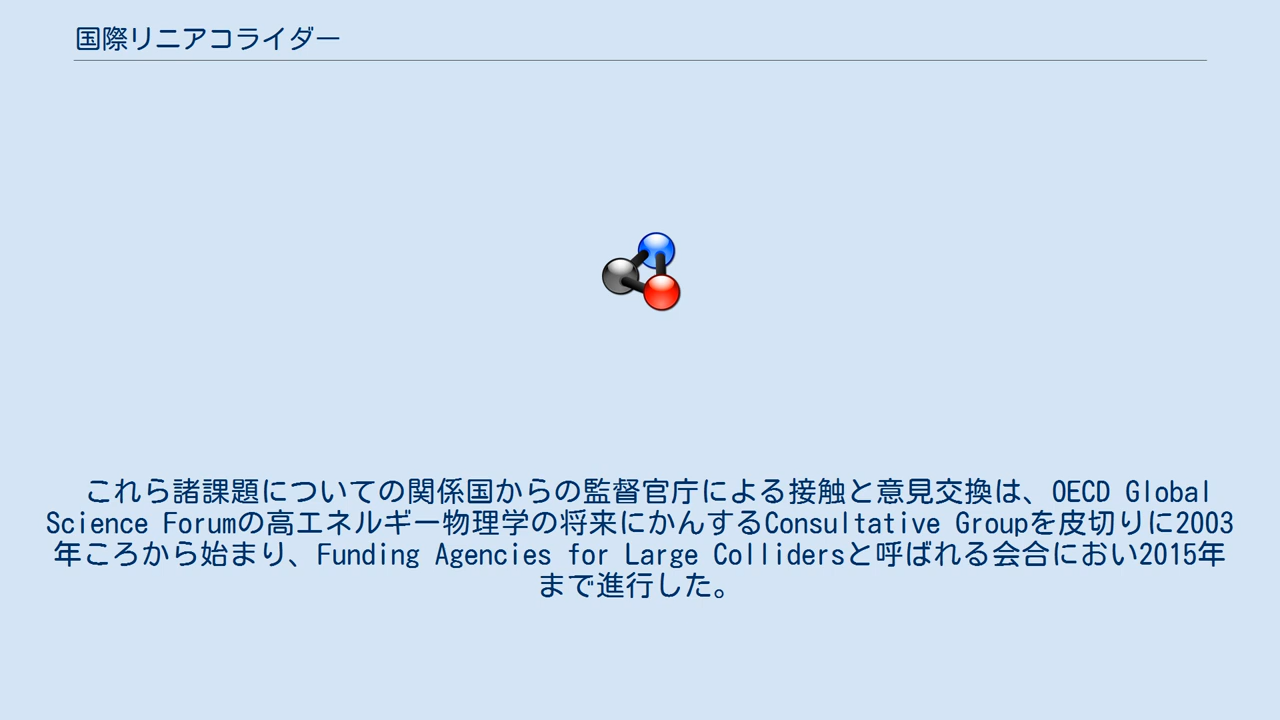 国際リニアコライダー
これら諸課題についての関係国からの監督官庁による接触と意見交換は、OECD Global
Science Forumの高エネルギー物理学の将来にかんするConsultative Groupを皮切りに2003
年ころから始まり、Funding Agencies for Large Collidersと呼ばれる会合におい2015年
まで進行した。